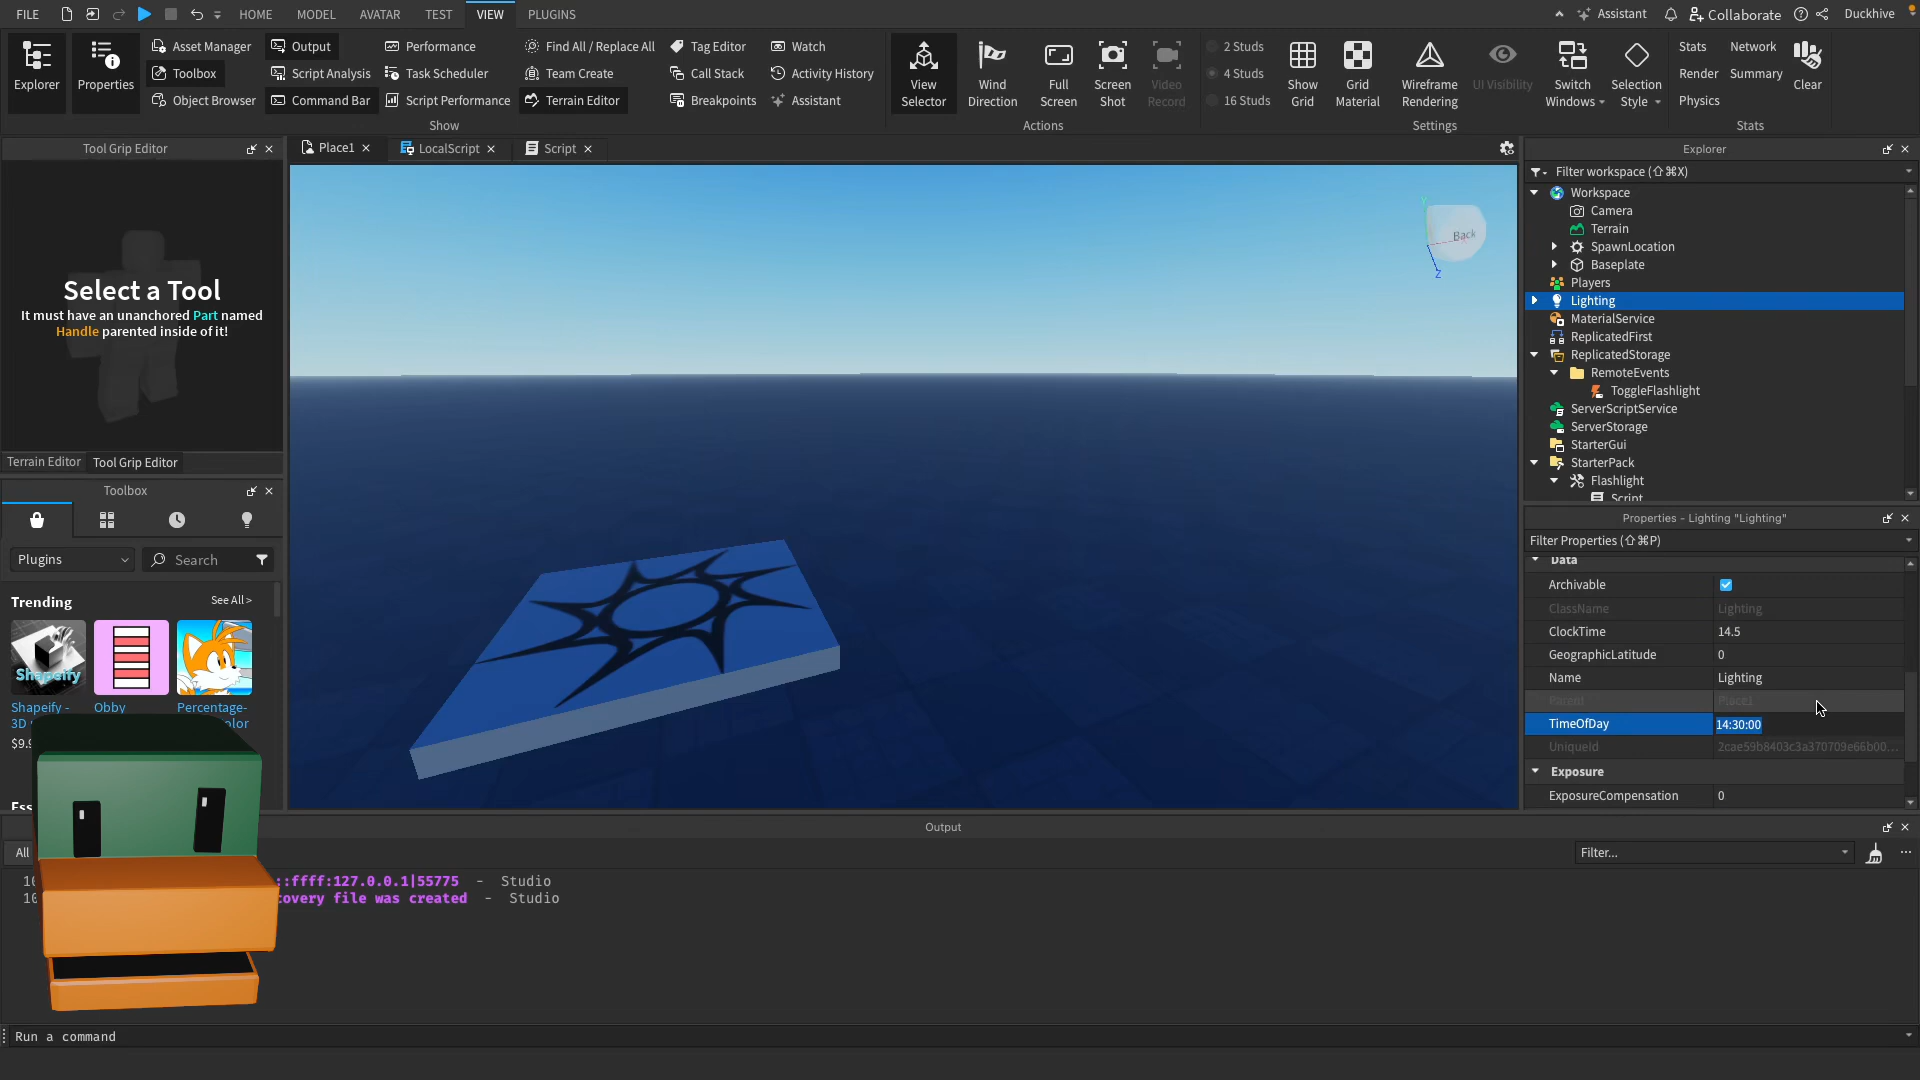 FILE
HOME
MODEL
AVATAR
TEST
VIEW
PLUGINS
Assistant
Collaborate
Duckhive
Explorer
Properties
Asset Manager
Toolbox
Object Browser
Output
Script Analysis
Command Bar
Performance
Task Scheduler
Script Performance
Find All / Replace All
Team Create
Terrain Editor
Tag Editor
Call Stack
Breakpoints
Watch
Activity History
Assistant
Show
View
Selector
Wind
Direction
Full
Screen
Screen
Shot
Video
Record
Actions
2 Studs
4 Studs
16 Studs
Show
Grid
Grid
Material
Wireframe
Rendering
UI Visibility
Switch
Windows
Selection
Style
Settings
Stats
Render
Physics
Network
Summary
Clear
Stats
Tool Grip Editor
Select a Tool
It must have an unanchored Part named
Handle parented inside of it!
Terrain Editor
Tool Grip Editor
Toolbox
Plugins
Search
Trending
See All >
Shapeify
Shapeify -
3D
$9.9
Obby
Percentage-
olor
Ess
Place1
LocalScript
Script
Back
Y
Z
Explorer
Filter workspace (⇧⌘X)
Workspace
Camera
Terrain
SpawnLocation
Baseplate
Players
Lighting
MaterialService
ReplicatedFirst
ReplicatedStorage
RemoteEvents
ToggleFlashlight
ServerScriptService
ServerStorage
StarterGui
StarterPack
Flashlight
Script
Properties - Lighting "Lighting"
Filter Properties (⇧⌘P)
Data
Archivable
ClassName Lighting
ClockTime 14.5
GeographicLatitude 0
Name Lighting
Parent Place1
TimeOfDay 14:30:00
UniqueId 2cae59b8403c3a370709e66b00...
Exposure
ExposureCompensation 0
Output
All
Filter...
::ffff:127.0.0.1|55775 - Studio
covery file was created - Studio
Run a command